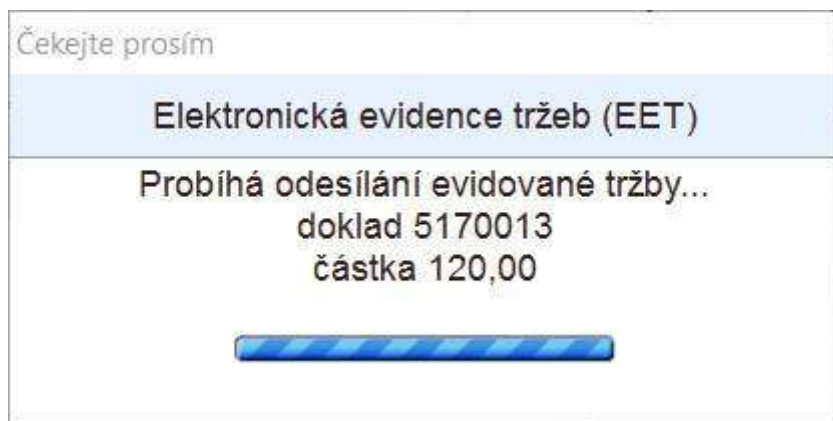 Čekejte prosím
Elektronická evidence tržeb (EET)
Probíhá odesílání evidované tržby...
doklad 5170013
částka 120,00